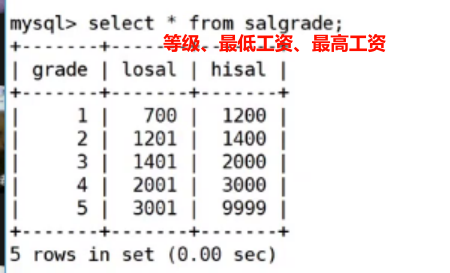 mysql> select * from salgrade;
等级、最低工资、最高工资
+-------+-------+-------+
| grade | losal | hisal |
+-------+-------+-------+
|     1 |   700 |  1200 |
|     2 |  1201 |  1400 |
|     3 |  1401 |  2000 |
|     4 |  2001 |  3000 |
|     5 |  3001 |  9999 |
+-------+-------+-------+
5 rows in set (0.00 sec)